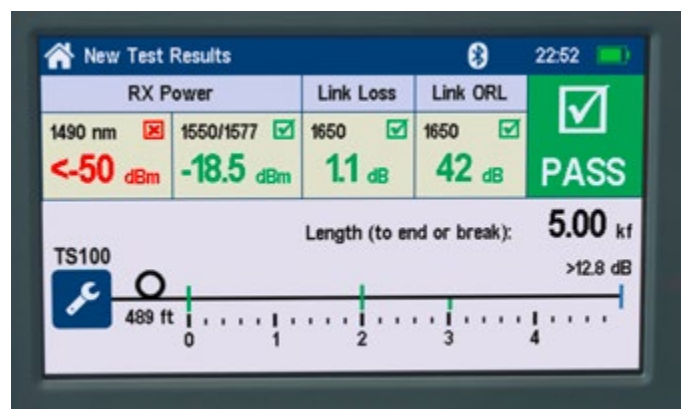 New Test Results 22:52
RX Power Link Loss Link ORL
1490 nm 1550/1577 1650 1650
<-50 dBm -18.5 dBm 1.1 dB 42 dB PASS
Length (to end or break): 5.00 kf
TS100 >12.8 dB
489 ft
0 1 2 3 4